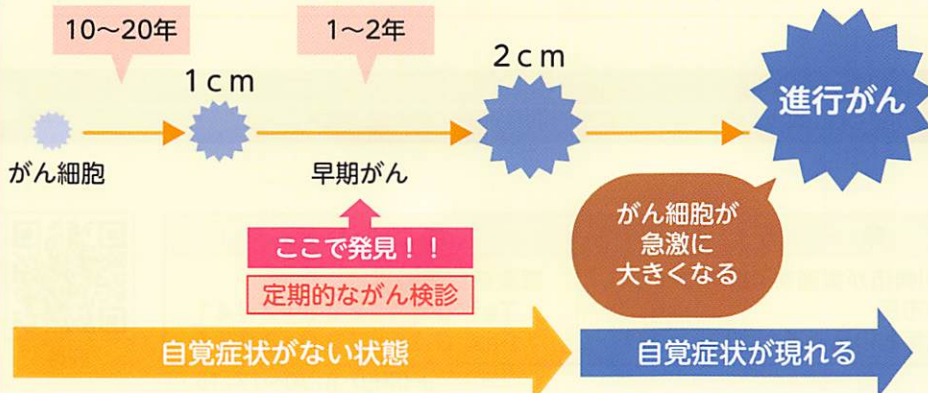 10〜20年
1〜2年
1cm
2cm
進行がん
がん細胞
早期がん
ここで発見！！
定期的ながん検診
がん細胞が
急激に
大きくなる
自覚症状がない状態
自覚症状が現れる